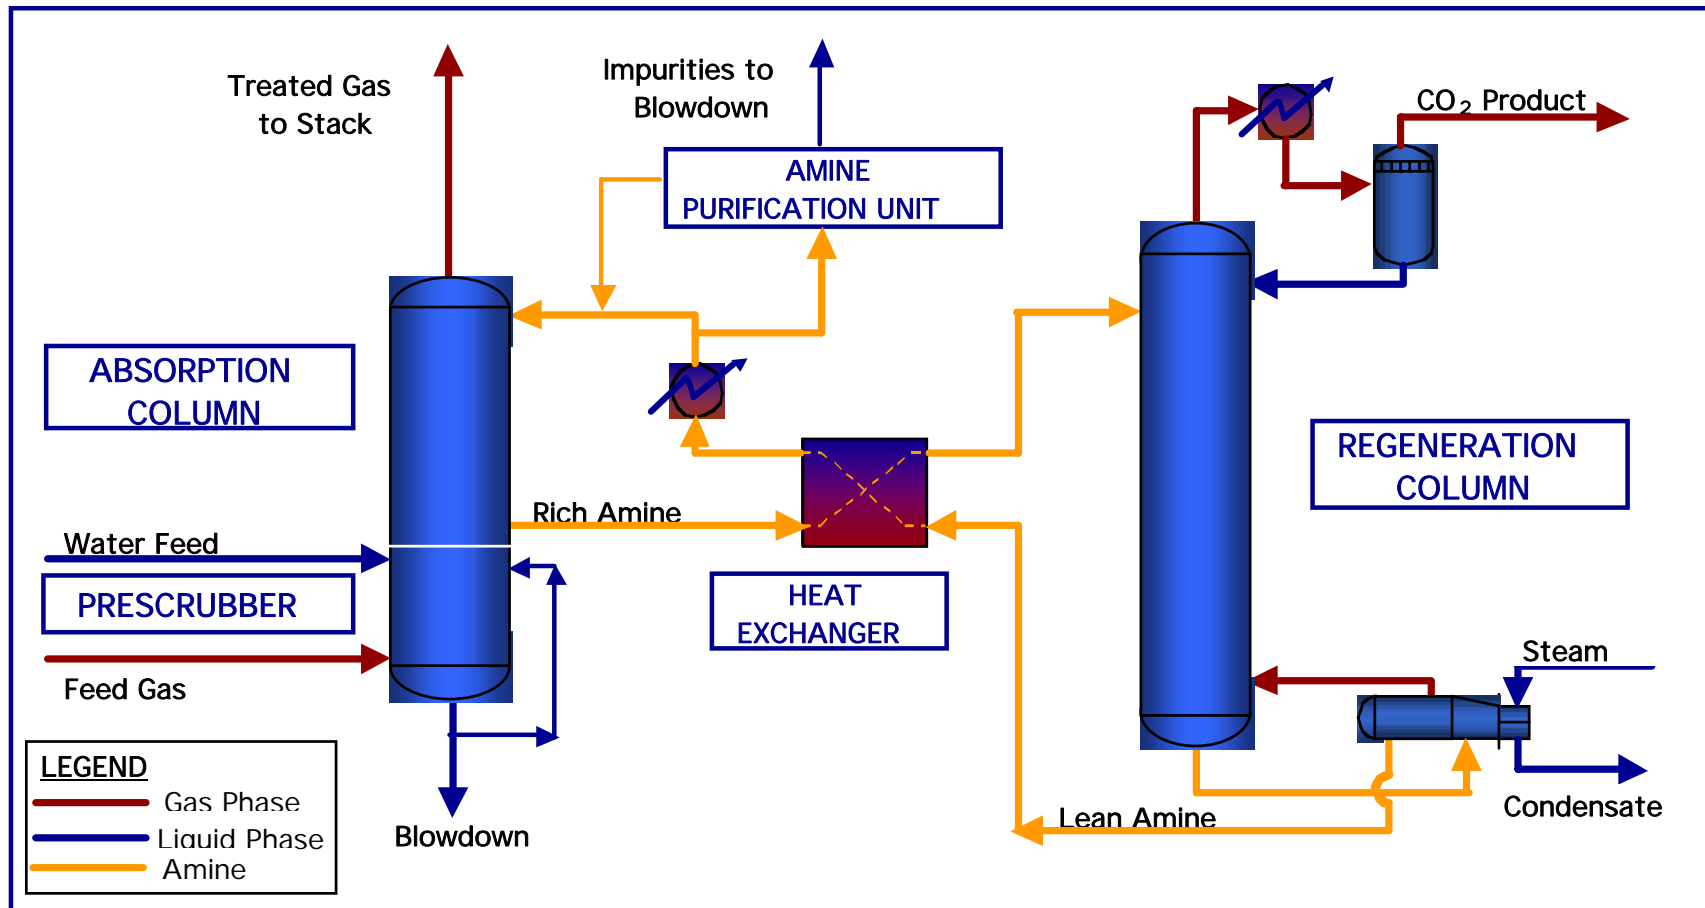 Treated Gas
to Stack
Impurities to
Blowdown
CO₂ Product
AMINE
PURIFICATION UNIT
ABSORPTION
COLUMN
REGENERATION
COLUMN
Rich Amine
Water Feed
PRESCRUBBER
HEAT
EXCHANGER
Feed Gas
Steam
LEGEND
Gas Phase
Liquid Phase
Amine
Blowdown
Lean Amine
Condensate